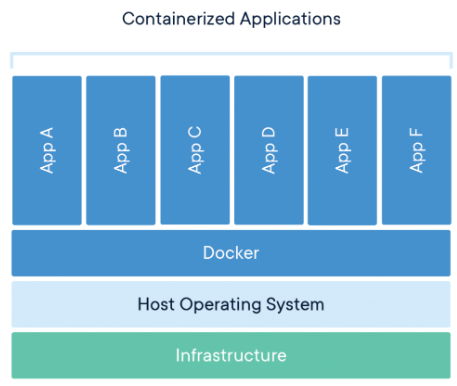 Containerized Applications
App A
App B
App C
App D
App E
App F
Docker
Host Operating System
Infrastructure